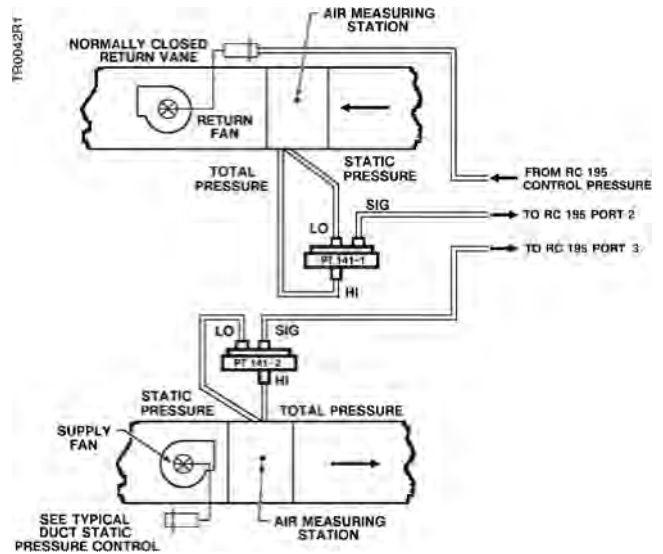 TR0042R1
AIR MEASURING
STATION
NORMALLY CLOSED
RETURN VANE
RETURN
FAN
TOTAL
PRESSURE
STATIC
PRESSURE
FROM RC 195
CONTROL PRESSURE
SIG
TO RC 195 PORT 2
LO
TO RC 195 PORT 3
PT 141-1
HI
LO
SIG
PT 141-2
HI
STATIC
PRESSURE
TOTAL PRESSURE
SUPPLY
FAN
SEE TYPICAL
DUCT STATIC
PRESSURE CONTROL
AIR MEASURING
STATION